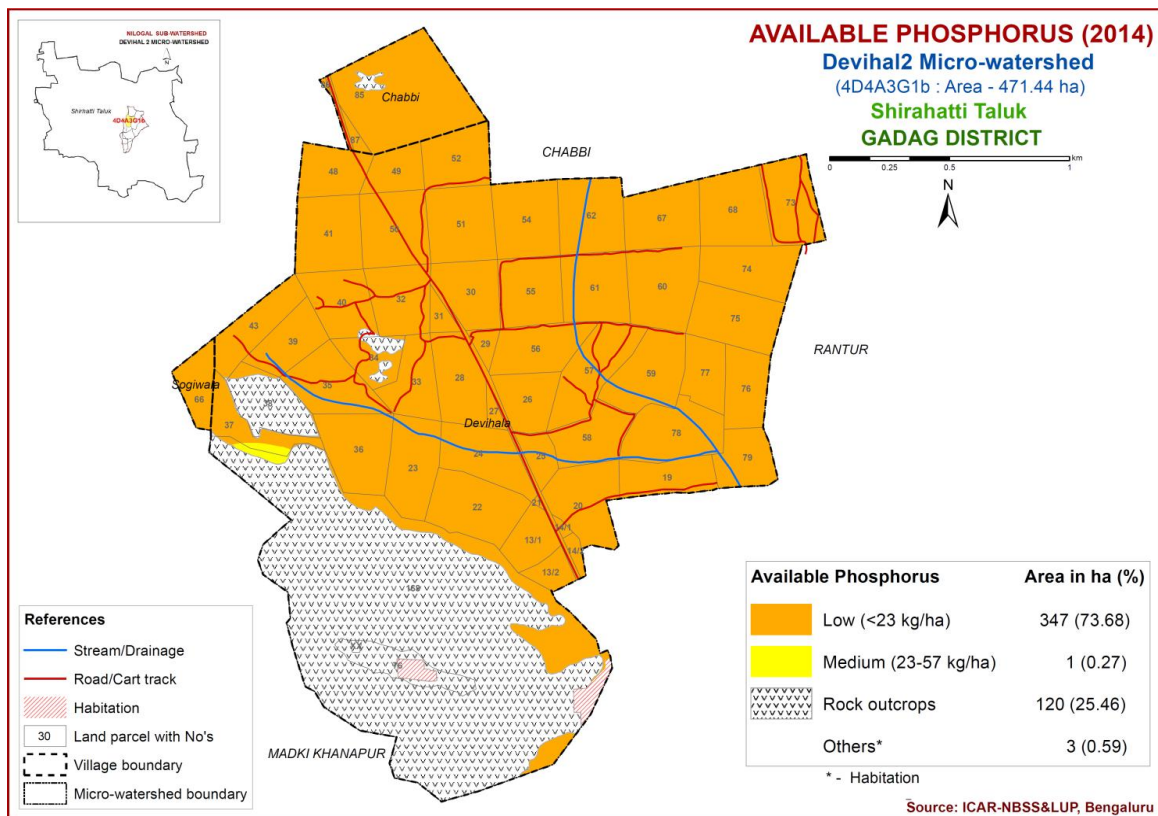 NILOGAL SUB-WATERSHED
DEVIHAL 2 MICRO-WATERSHED
N
Shirhatti Taluk
4D4A3G1b
AVAILABLE PHOSPHORUS (2014)
Devihal2 Micro-watershed
(4D4A3G1b : Area - 471.44 ha)
Shirahatti Taluk
GADAG DISTRICT
0 0.25 0.5 1 km
N
85
Chabbi
87
CHABBI
48 49 52
41 50 51 54 62 67 68 73
74
40 32 31 30 55 61 60
75
43 39 34 33 28 29 56 57 59 77 76
RANTUR
Sogiwala
66 38 35 27 26
37 36 Devihala 58 78
23 24 25 79
19
22 21 20
14/1
13/1
13/2
159
XX
76
MADKI KHANAPUR
References
Stream/Drainage
Road/Cart track
Habitation
30 Land parcel with No's
Village boundary
Micro-watershed boundary
Available Phosphorus Area in ha (%)
Low (<23 kg/ha) 347 (73.68)
Medium (23-57 kg/ha) 1 (0.27)
Rock outcrops 120 (25.46)
Others* 3 (0.59)
* - Habitation
Source: ICAR-NBSS&LUP, Bengaluru